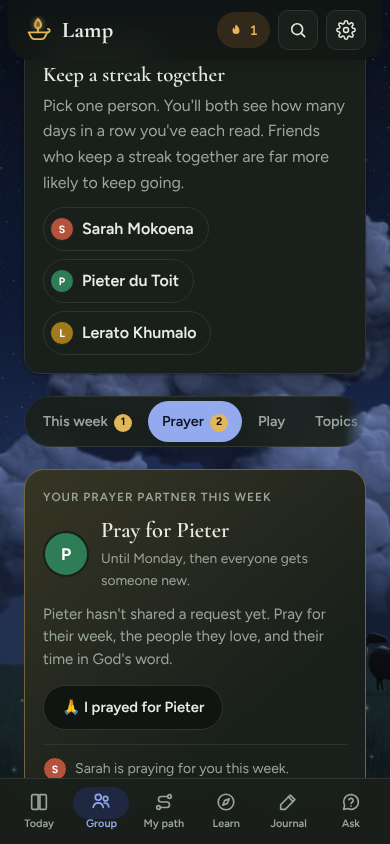 Lamp
1
Keep a streak together
Pick one person. You'll both see how many
days in a row you've each read. Friends
who keep a streak together are far more
likely to keep going.
S Sarah Mokoena
P Pieter du Toit
L Lerato Khumalo
This week 1 Prayer 2 Play Topics
YOUR PRAYER PARTNER THIS WEEK
P
Pray for Pieter
Until Monday, then everyone gets
someone new.
Pieter hasn't shared a request yet. Pray for
their week, the people they love, and their
time in God's word.
🙏 I prayed for Pieter
S Sarah is praying for you this week.
Today Group My path Learn Journal Ask